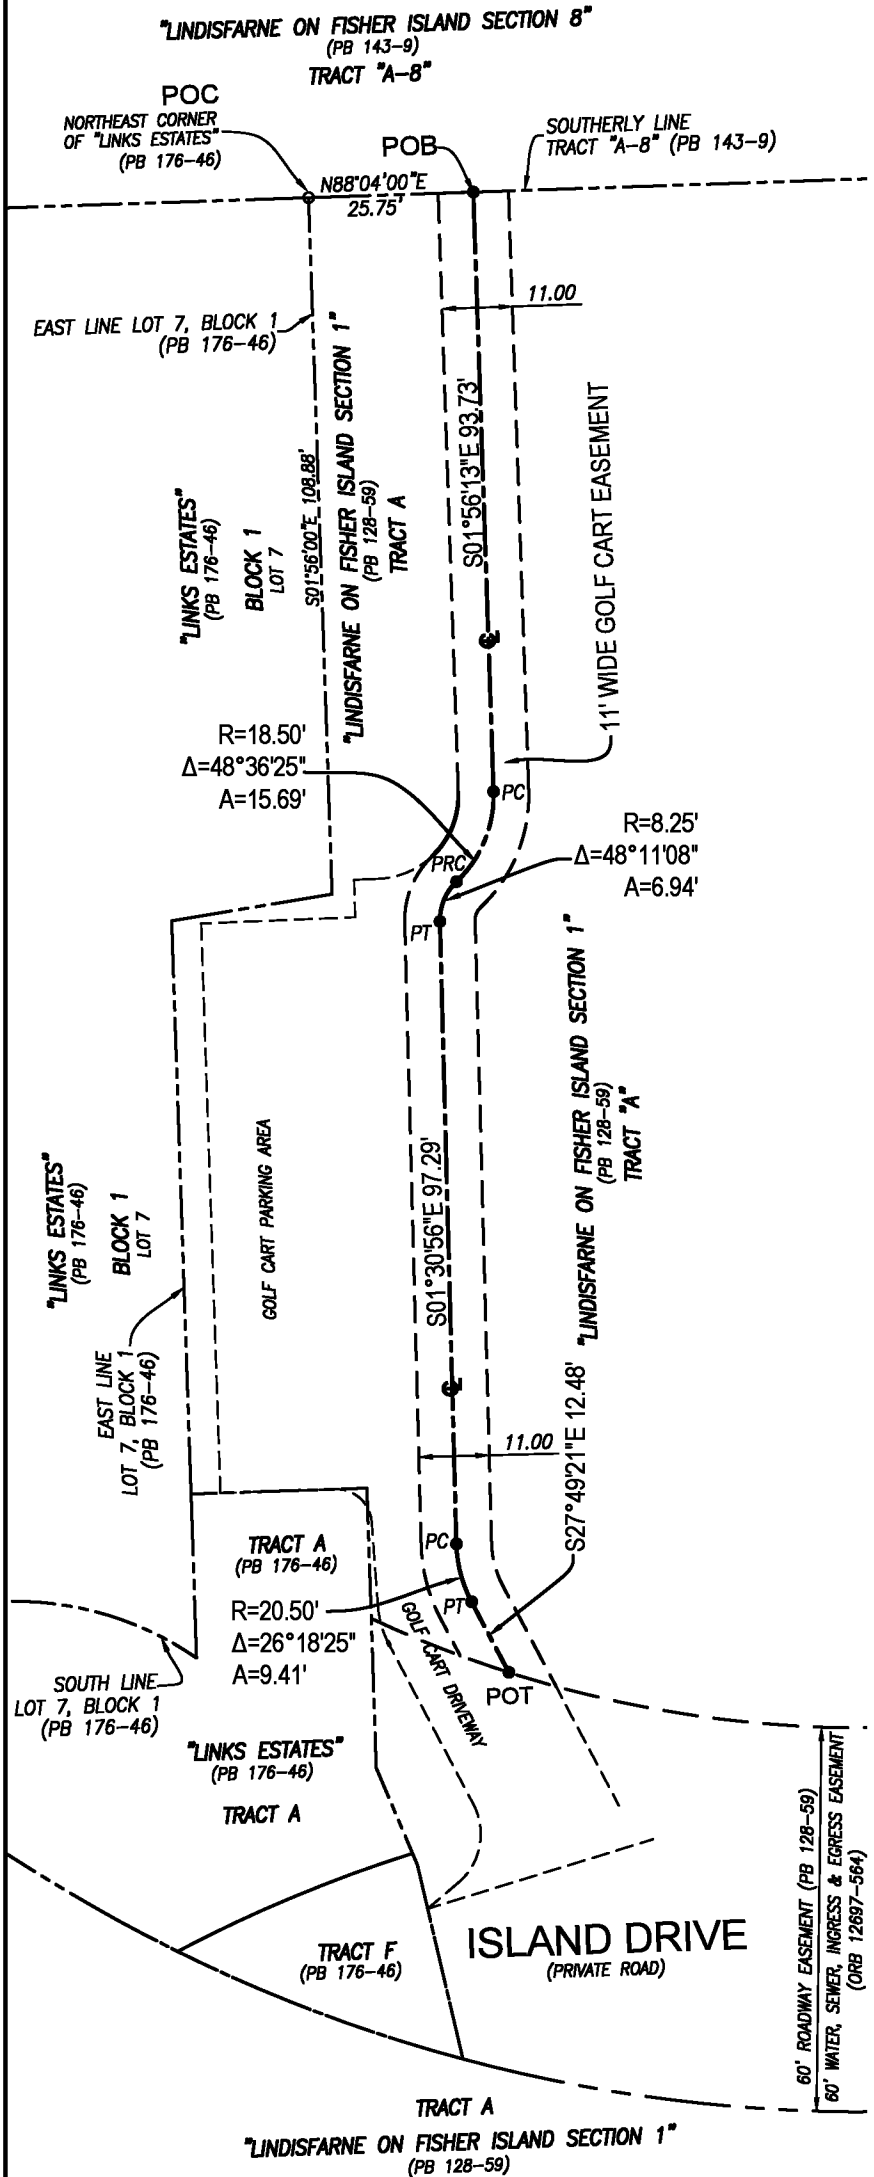 "LINDISFARNE ON FISHER ISLAND SECTION 8"
(PB 143-9)
TRACT "A-8"
POC
NORTHEAST CORNER
OF "LINKS ESTATES"
(PB 176-46)
POB
SOUTHERLY LINE
TRACT "A-8" (PB 143-9)
N88°04'00"E
25.75'
11.00
EAST LINE LOT 7, BLOCK 1
(PB 176-46)
"LINKS ESTATES"
(PB 176-46)
BLOCK 1
LOT 7
S01°56'00"E 108.88'
"LINDISFARNE ON FISHER ISLAND SECTION 1"
(PB 128-59)
TRACT A
S01°56'13"E 93.73'
11' WIDE GOLF CART EASEMENT
R=18.50'
Δ=48°36'25"
A=15.69'
PC
R=8.25'
Δ=48°11'08"
A=6.94'
PRC
PT
"LINDISFARNE ON FISHER ISLAND SECTION 1"
(PB 128-59)
TRACT "A"
GOLF CART PARKING AREA
S01°30'56"E 97.29'
"LINKS ESTATES"
(PB 176-46)
BLOCK 1
LOT 7
EAST LINE
LOT 7, BLOCK 1
(PB 176-46)
11.00
S27°49'21"E 12.48'
PC
TRACT A
(PB 176-46)
R=20.50'
Δ=26°18'25"
A=9.41'
PT
GOLF CART DRIVEWAY
POT
SOUTH LINE
LOT 7, BLOCK 1
(PB 176-46)
"LINKS ESTATES"
(PB 176-46)
TRACT A
60' ROADWAY EASEMENT (PB 128-59)
60' WATER, SEWER, INGRESS & EGRESS EASEMENT
(ORB 12697-564)
ISLAND DRIVE
(PRIVATE ROAD)
TRACT F
(PB 176-46)
TRACT A
"LINDISFARNE ON FISHER ISLAND SECTION 1"
(PB 128-59)